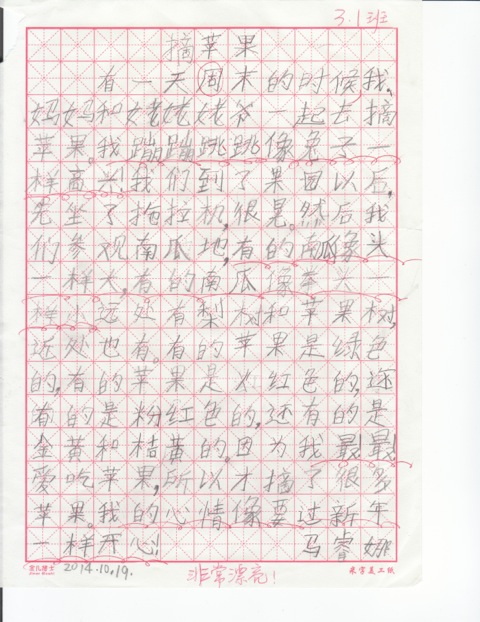 3.1班
摘苹果
有一天周末的时候我,
妈妈和姥姥姥爷一起去摘
苹果。我蹦蹦跳跳像兔子一
样高兴!我们到了果园以后,
先坐了拖拉机,很晃。然后我
们参观南瓜地,有的南瓜像头
一样大,有的南瓜像拳头一
样小。远处有梨树和苹果树,
近处也有。有的苹果是绿色
的,有的苹果是火红色的,还
有的是粉红色的,还有的是
金黄和桔黄的。因为我最!最!
爱吃苹果,所以才摘了很多
苹果。我的心情像要过新年
一样开心! 马睿娜
2014.10.19.
非常漂亮!
米字美工纸